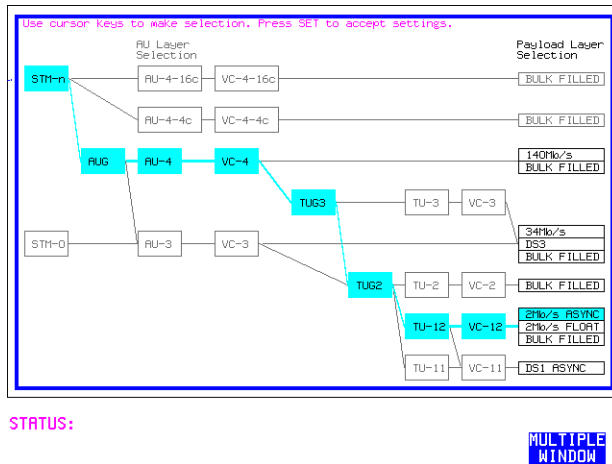 Use cursor keys to make selection. Press SET to accept settings.
AU Layer
Selection
Payload Layer
Selection
STM-n
AU-4-16c
VC-4-16c
BULK FILLED
AU-4-4c
VC-4-4c
BULK FILLED
AUG
AU-4
VC-4
140Mb/s
BULK FILLED
TUG3
TU-3
VC-3
34Mb/s
DS3
BULK FILLED
STM-0
AU-3
VC-3
TUG2
TU-2
VC-2
BULK FILLED
TU-12
VC-12
2Mb/s ASYNC
2Mb/s FLOAT
BULK FILLED
TU-11
VC-11
DS1 ASYNC
STATUS:
MULTIPLE
WINDOW